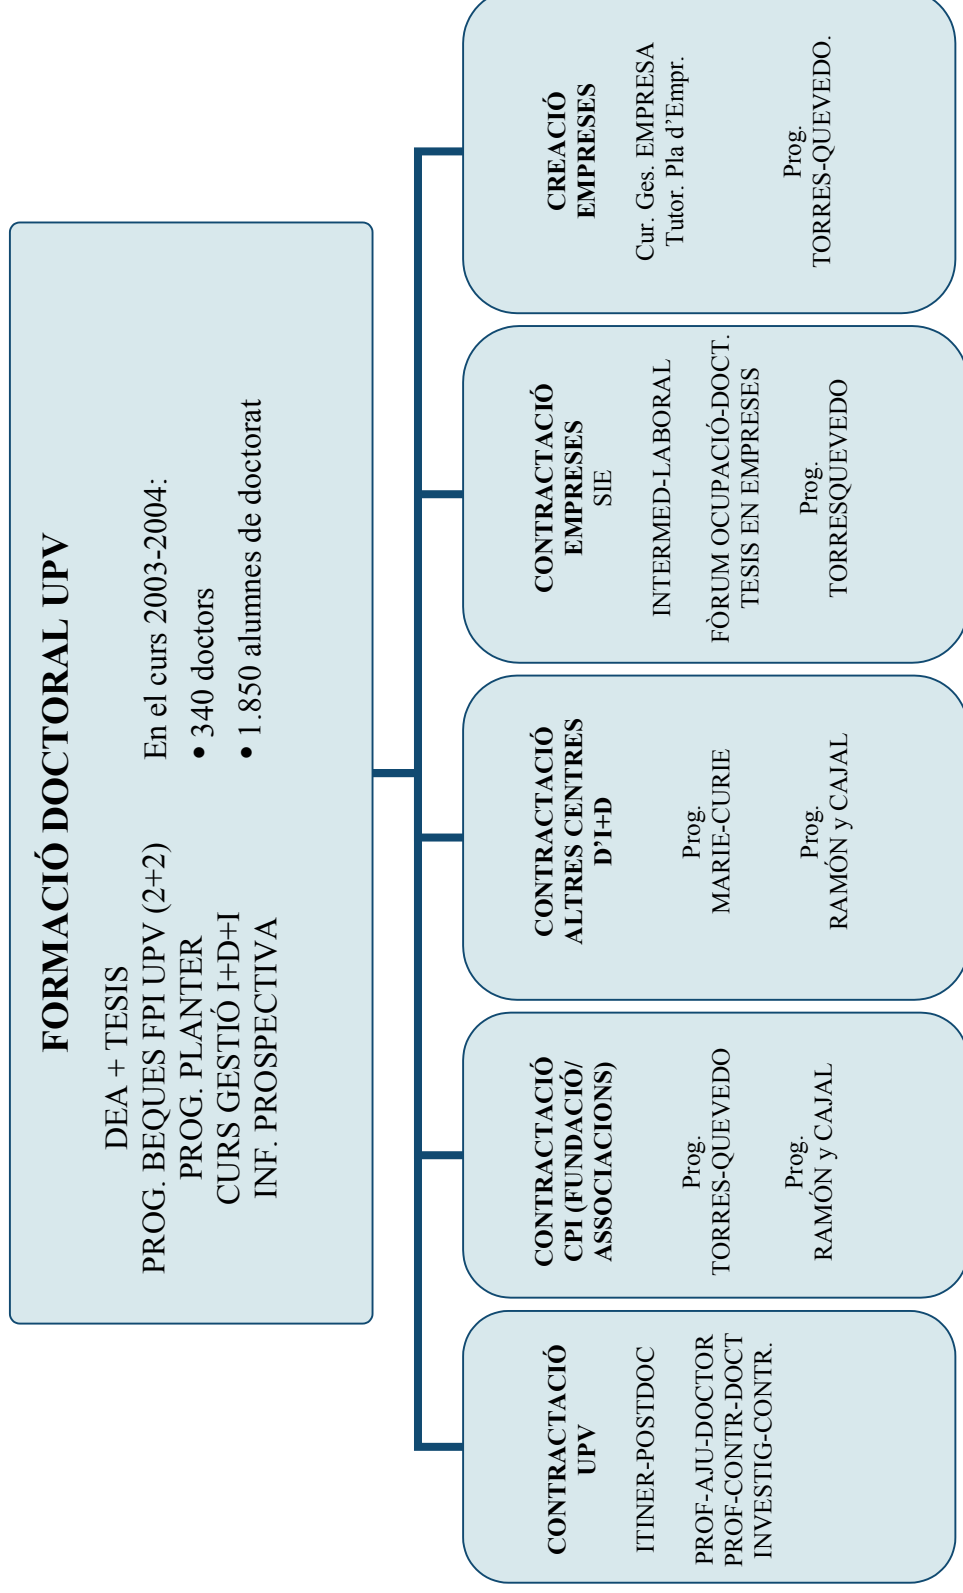 FORMACIÓ DOCTORAL UPV
DEA + TESIS
PROG. BEQUES FPI UPV (2+2)
PROG. PLANTER
CURS GESTIÓ I+D+I
INF. PROSPECTIVA
En el curs 2003-2004:
• 340 doctors
• 1.850 alumnes de doctorat
CONTRACTACIÓ
UPV
ITINER-POSTDOC
PROF-AJU-DOCTOR
PROF-CONTR-DOCT
INVESTIG-CONTR.
CONTRACTACIÓ
CPI (FUNDACIÓ/
ASSOCIACIONS)
Prog.
TORRES-QUEVEDO
Prog.
RAMÓN y CAJAL
CONTRACTACIÓ
ALTRES CENTRES
D’I+D
Prog.
MARIE-CURIE
Prog.
RAMÓN y CAJAL
CONTRACTACIÓ
EMPRESES
SIE
INTERMED-LABORAL
FÒRUM OCUPACIÓ-DOCT.
TESIS EN EMPRESES
Prog.
TORRESQUEVEDO
CREACIÓ
EMPRESES
Cur. Ges. EMPRESA
Tutor. Pla d’Empr.
Prog.
TORRES-QUEVEDO.